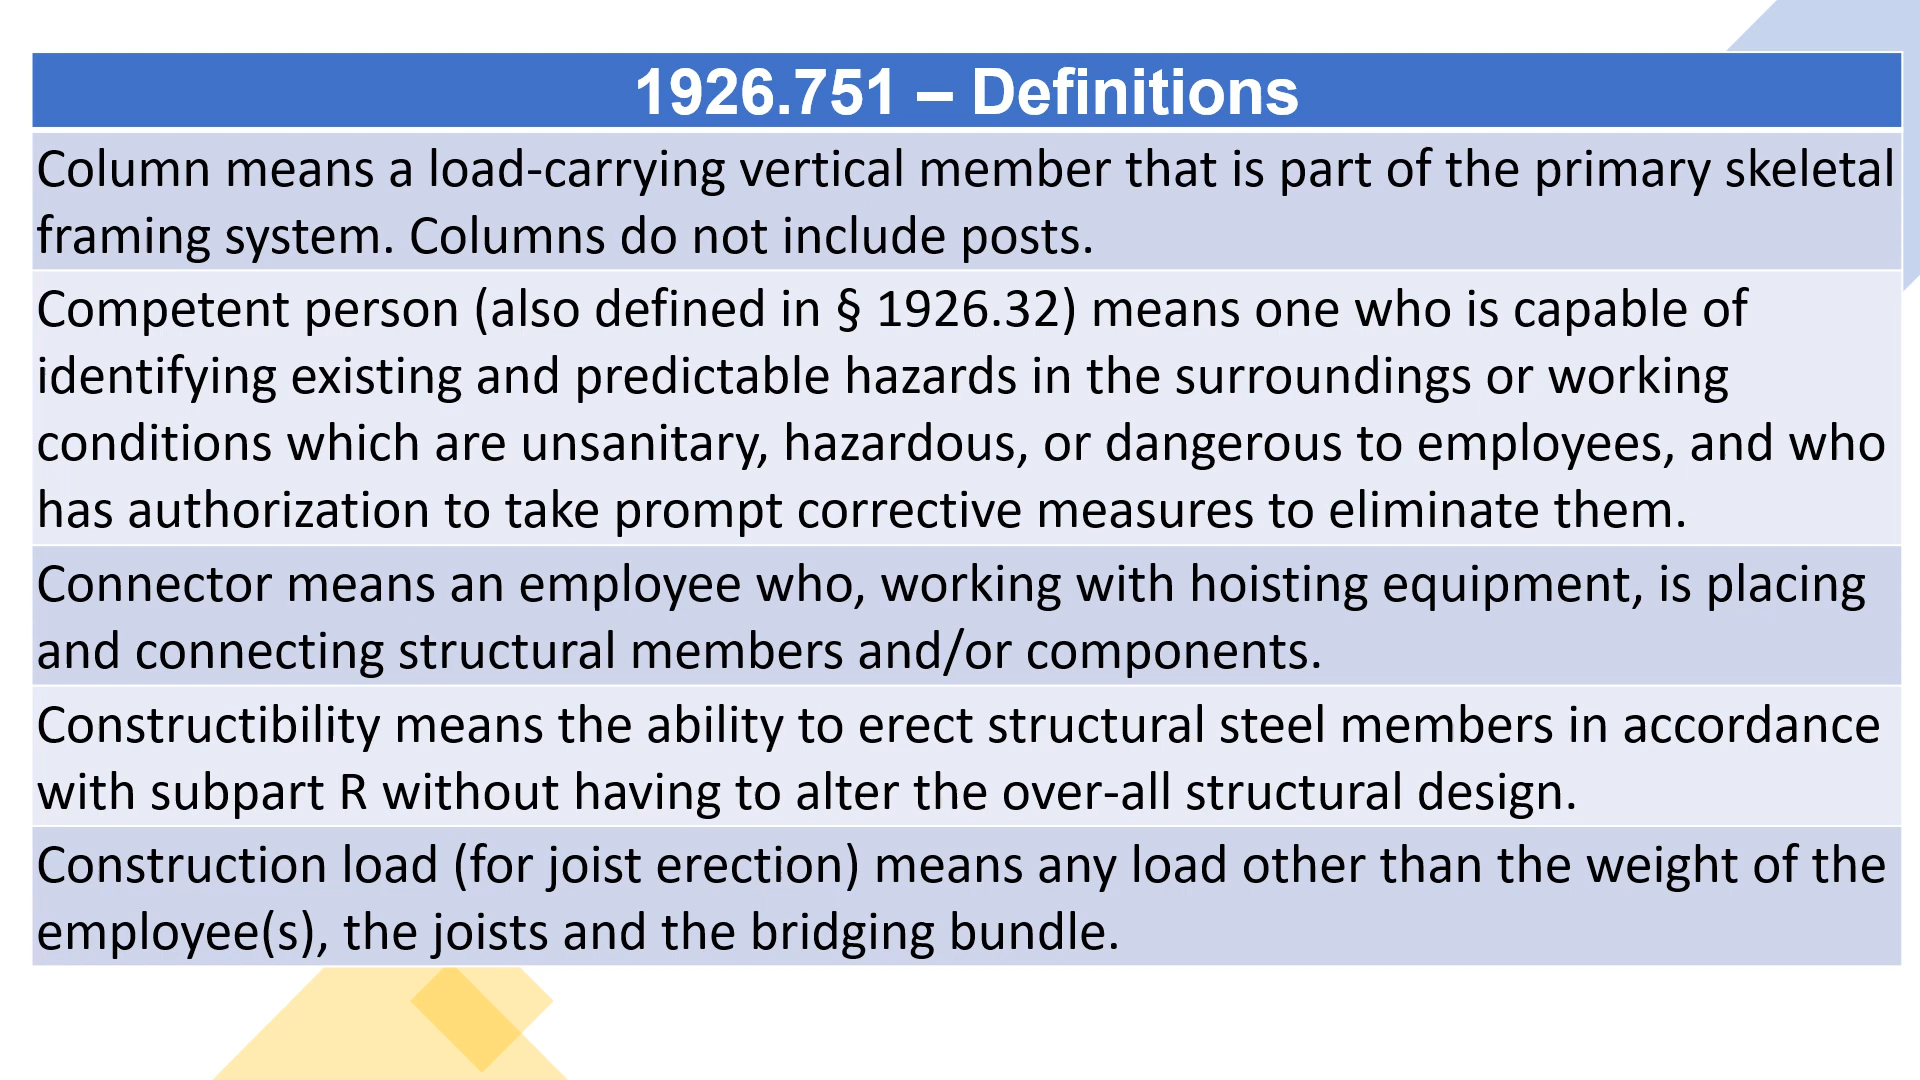 1926.751 – Definitions
Column means a load-carrying vertical member that is part of the primary skeletal
framing system. Columns do not include posts.
Competent person (also defined in § 1926.32) means one who is capable of
identifying existing and predictable hazards in the surroundings or working
conditions which are unsanitary, hazardous, or dangerous to employees, and who
has authorization to take prompt corrective measures to eliminate them.
Connector means an employee who, working with hoisting equipment, is placing
and connecting structural members and/or components.
Constructibility means the ability to erect structural steel members in accordance
with subpart R without having to alter the over-all structural design.
Construction load (for joist erection) means any load other than the weight of the
employee(s), the joists and the bridging bundle.